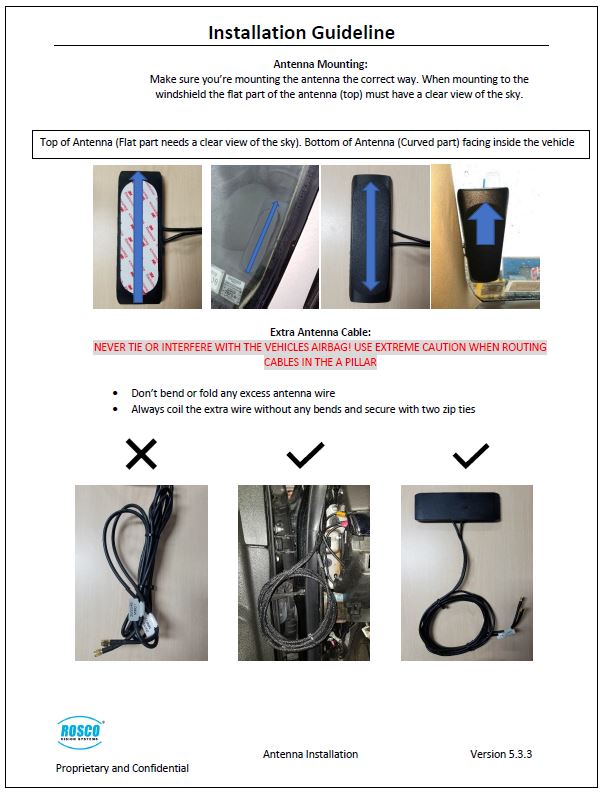 Installation Guideline
Antenna Mounting:
Make sure you're mounting the antenna the correct way. When mounting to the
windshield the flat part of the antenna (top) must have a clear view of the sky.
Top of Antenna (Flat part needs a clear view of the sky). Bottom of Antenna (Curved part) facing inside the vehicle
Extra Antenna Cable:
NEVER TIE OR INTERFERE WITH THE VEHICLES AIRBAG! USE EXTREME CAUTION WHEN ROUTING
CABLES IN THE A PILLAR
• Don't bend or fold any excess antenna wire
• Always coil the extra wire without any bends and secure with two zip ties
ROSCO
VISION SYSTEMS
Antenna Installation
Version 5.3.3
Proprietary and Confidential